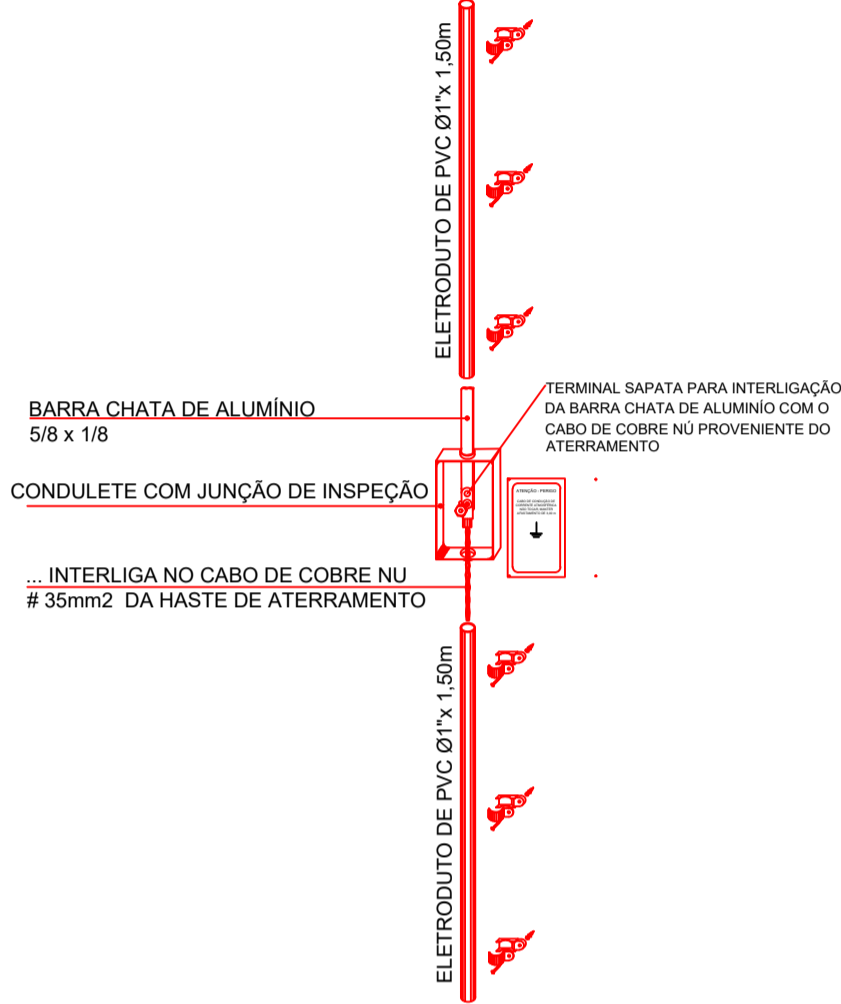 ELETRODUTO DE PVC Ø1"x 1,50m
BARRA CHATA DE ALUMÍNIO
5/8 x 1/8
TERMINAL SAPATA PARA INTERLIGAÇÃO
DA BARRA CHATA DE ALUMINÍO COM O
CABO DE COBRE NÚ PROVENIENTE DO
ATERRAMENTO
CONDULETE COM JUNÇÃO DE INSPEÇÃO
ATENÇÃO - PERIGO
... INTERLIGA NO CABO DE COBRE NU
# 35mm2 DA HASTE DE ATERRAMENTO
ELETRODUTO DE PVC Ø1"x 1,50m